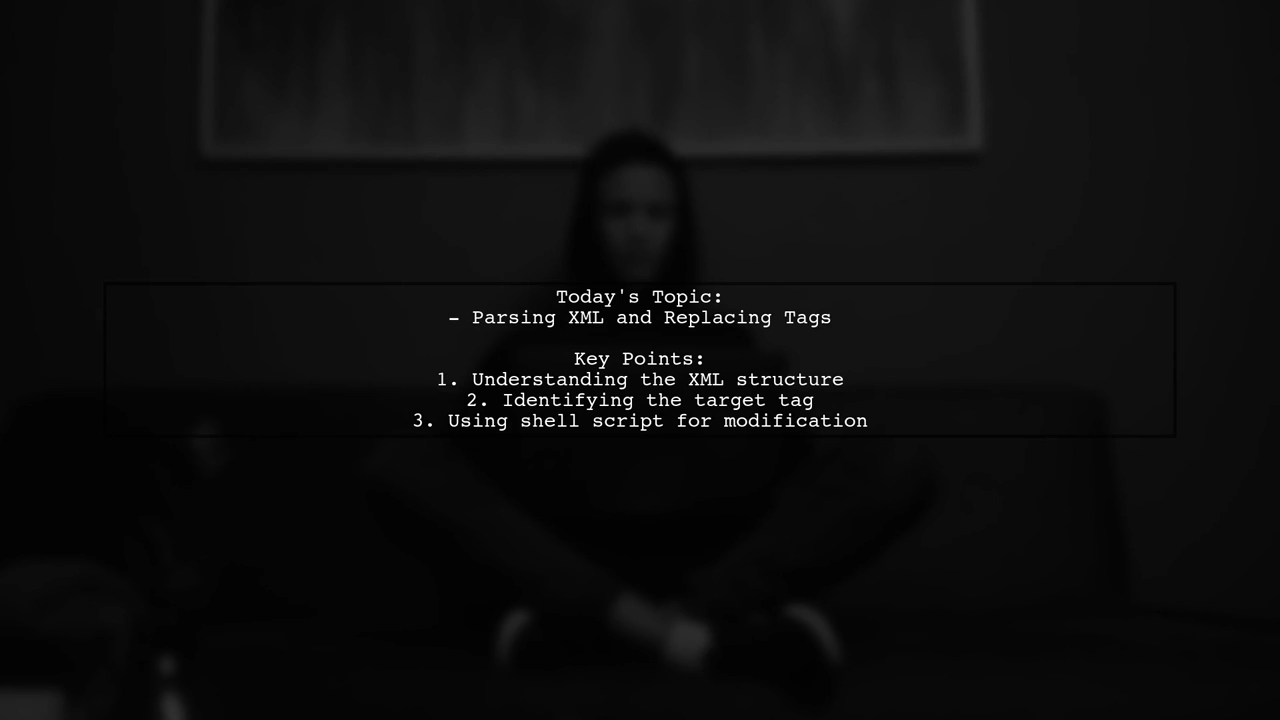 Today's Topic:
– Parsing XML and Replacing Tags
Key Points:
1. Understanding the XML structure
2. Identifying the target tag
3. Using shell script for modification